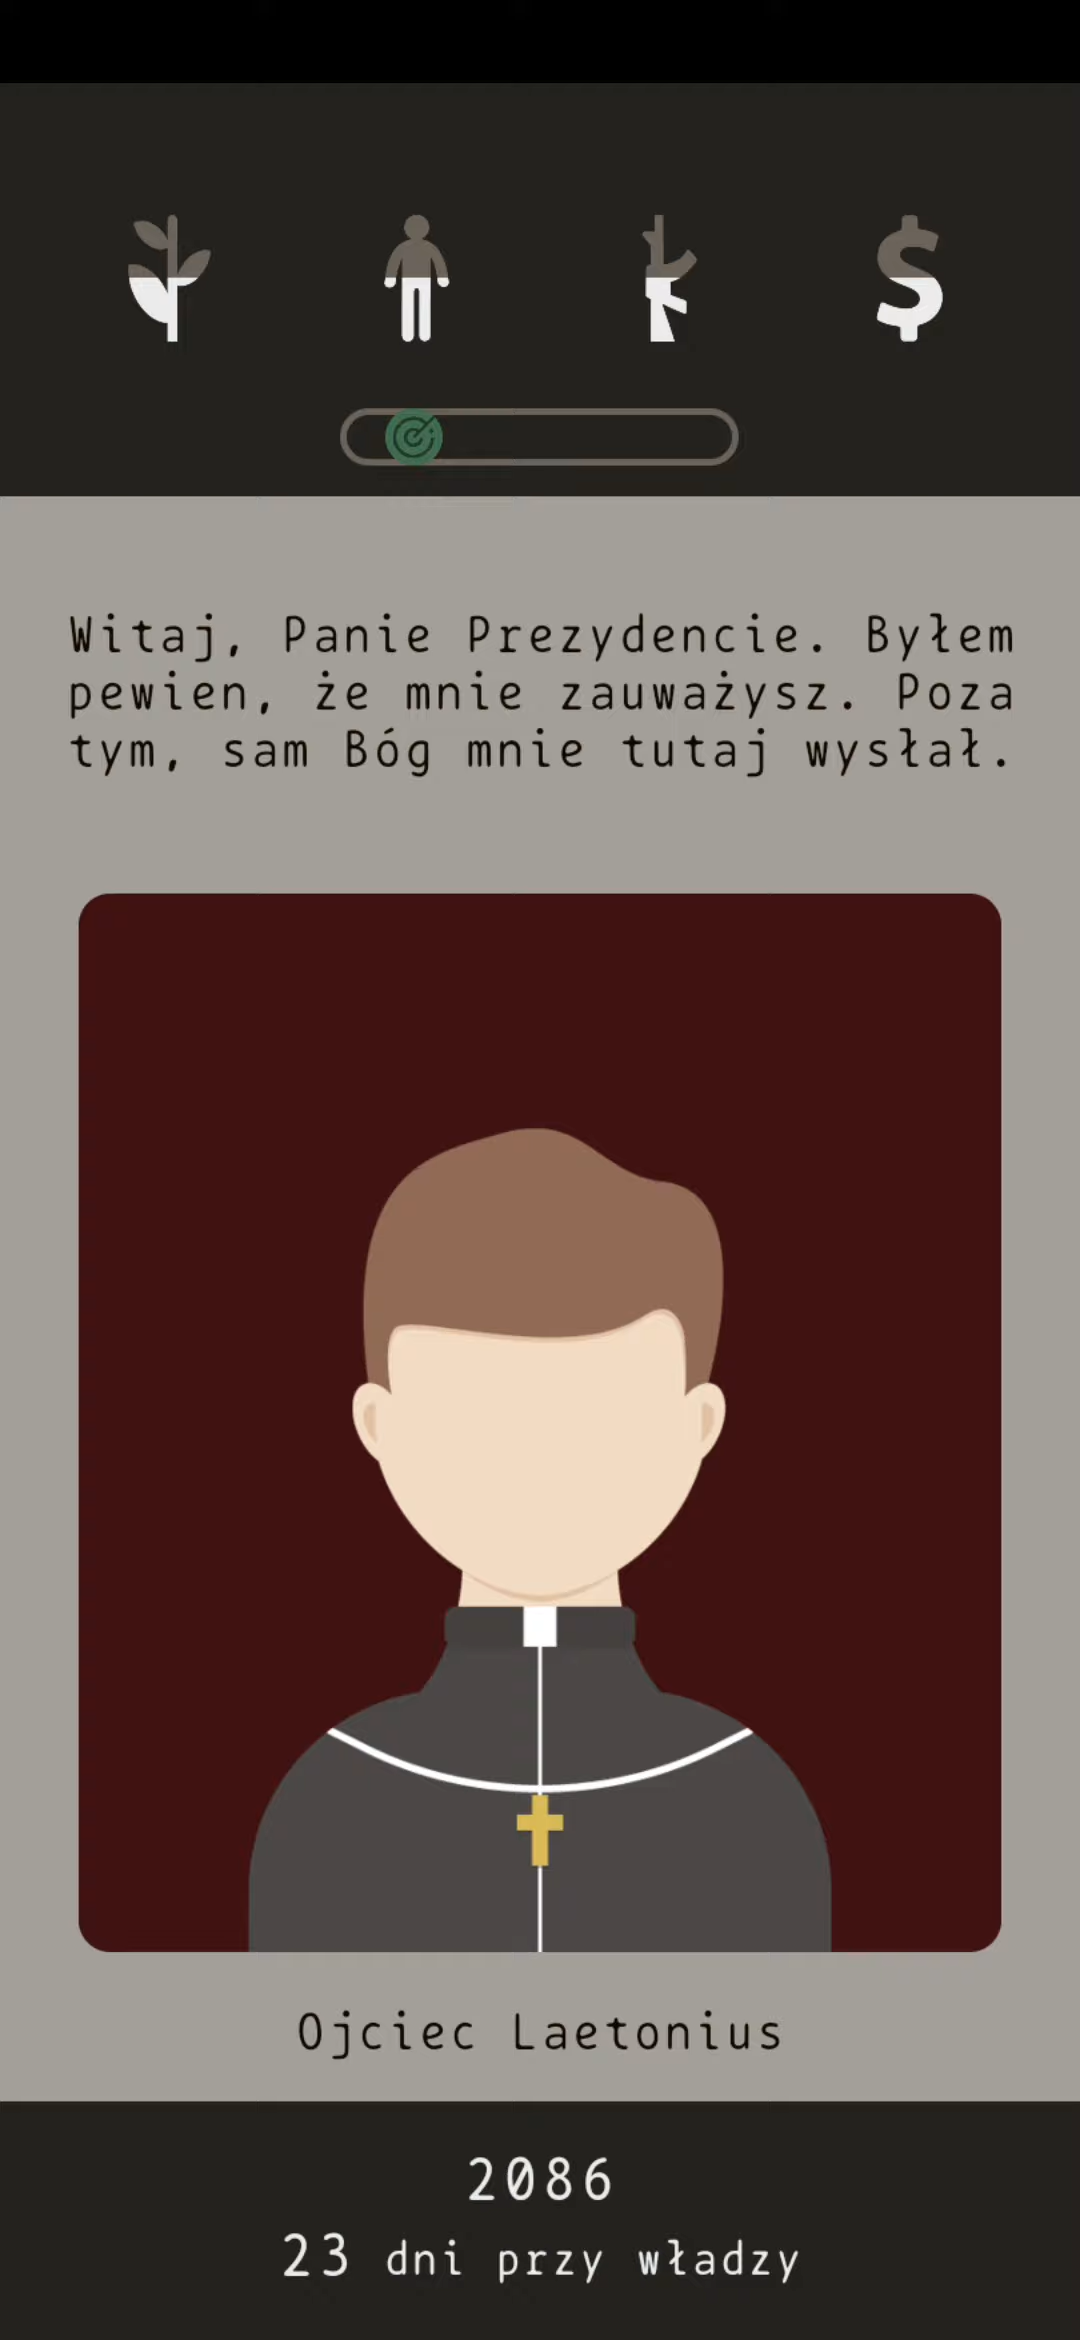 Witaj, Panie Prezydencie. Byłem
pewien, że mnie zauważysz. Poza
tym, sam Bóg mnie tutaj wysłał.
Ojciec Laetonius
2086
23 dni przy władzy